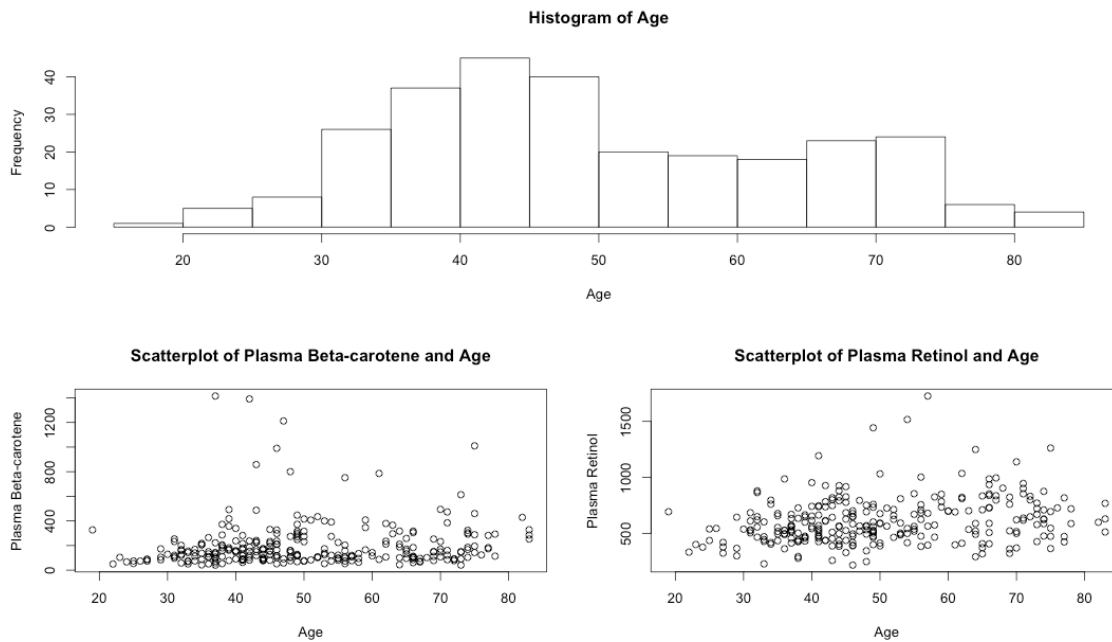 Histogram of Age
Frequency
0 10 20 30 40
20 30 40 50 60 70 80
Age
Scatterplot of Plasma Beta-carotene and Age
Plasma Beta-carotene
0 400 800 1200
20 30 40 50 60 70 80
Age
Scatterplot of Plasma Retinol and Age
Plasma Retinol
500 1000 1500
20 30 40 50 60 70 80
Age